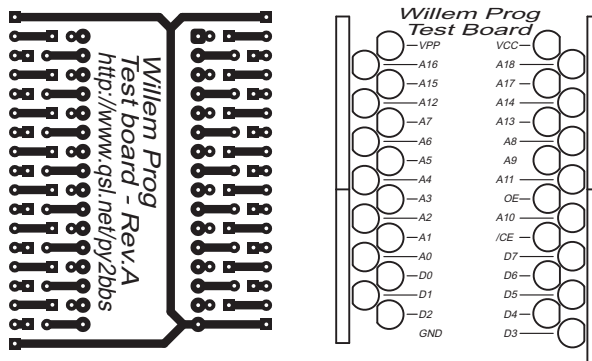 Willem Prog
Test board - Rev.A
http://www.qsl.net/py2bbs
Willem Prog
Test Board
VPP
A16
A15
A12
A7
A6
A5
A4
A3
A2
A1
A0
D0
D1
D2
GND
VCC
A18
A17
A14
A13
A8
A9
A11
OE
A10
/CE
D7
D6
D5
D4
D3